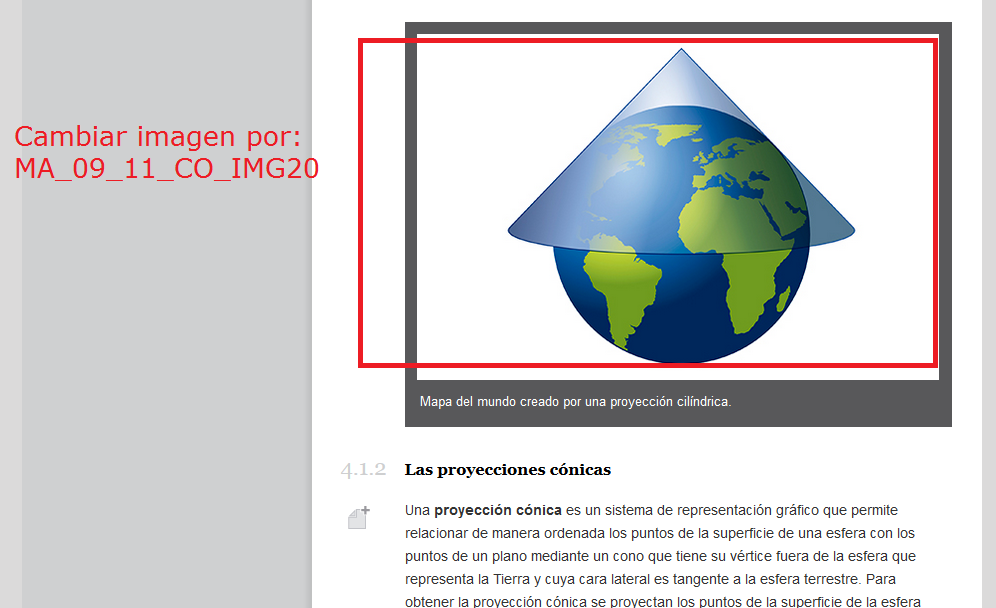 Cambiar imagen por:
MA_09_11_CO_IMG20
Mapa del mundo creado por una proyección cilíndrica.
4.1.2 Las proyecciones cónicas
Una proyección cónica es un sistema de representación gráfico que permite
relacionar de manera ordenada los puntos de la superficie de una esfera con los
puntos de un plano mediante un cono que tiene su vértice fuera de la esfera que
representa la Tierra y cuya cara lateral es tangente a la esfera terrestre. Para
obtener la proyección cónica se proyectan los puntos de la superficie de la esfera